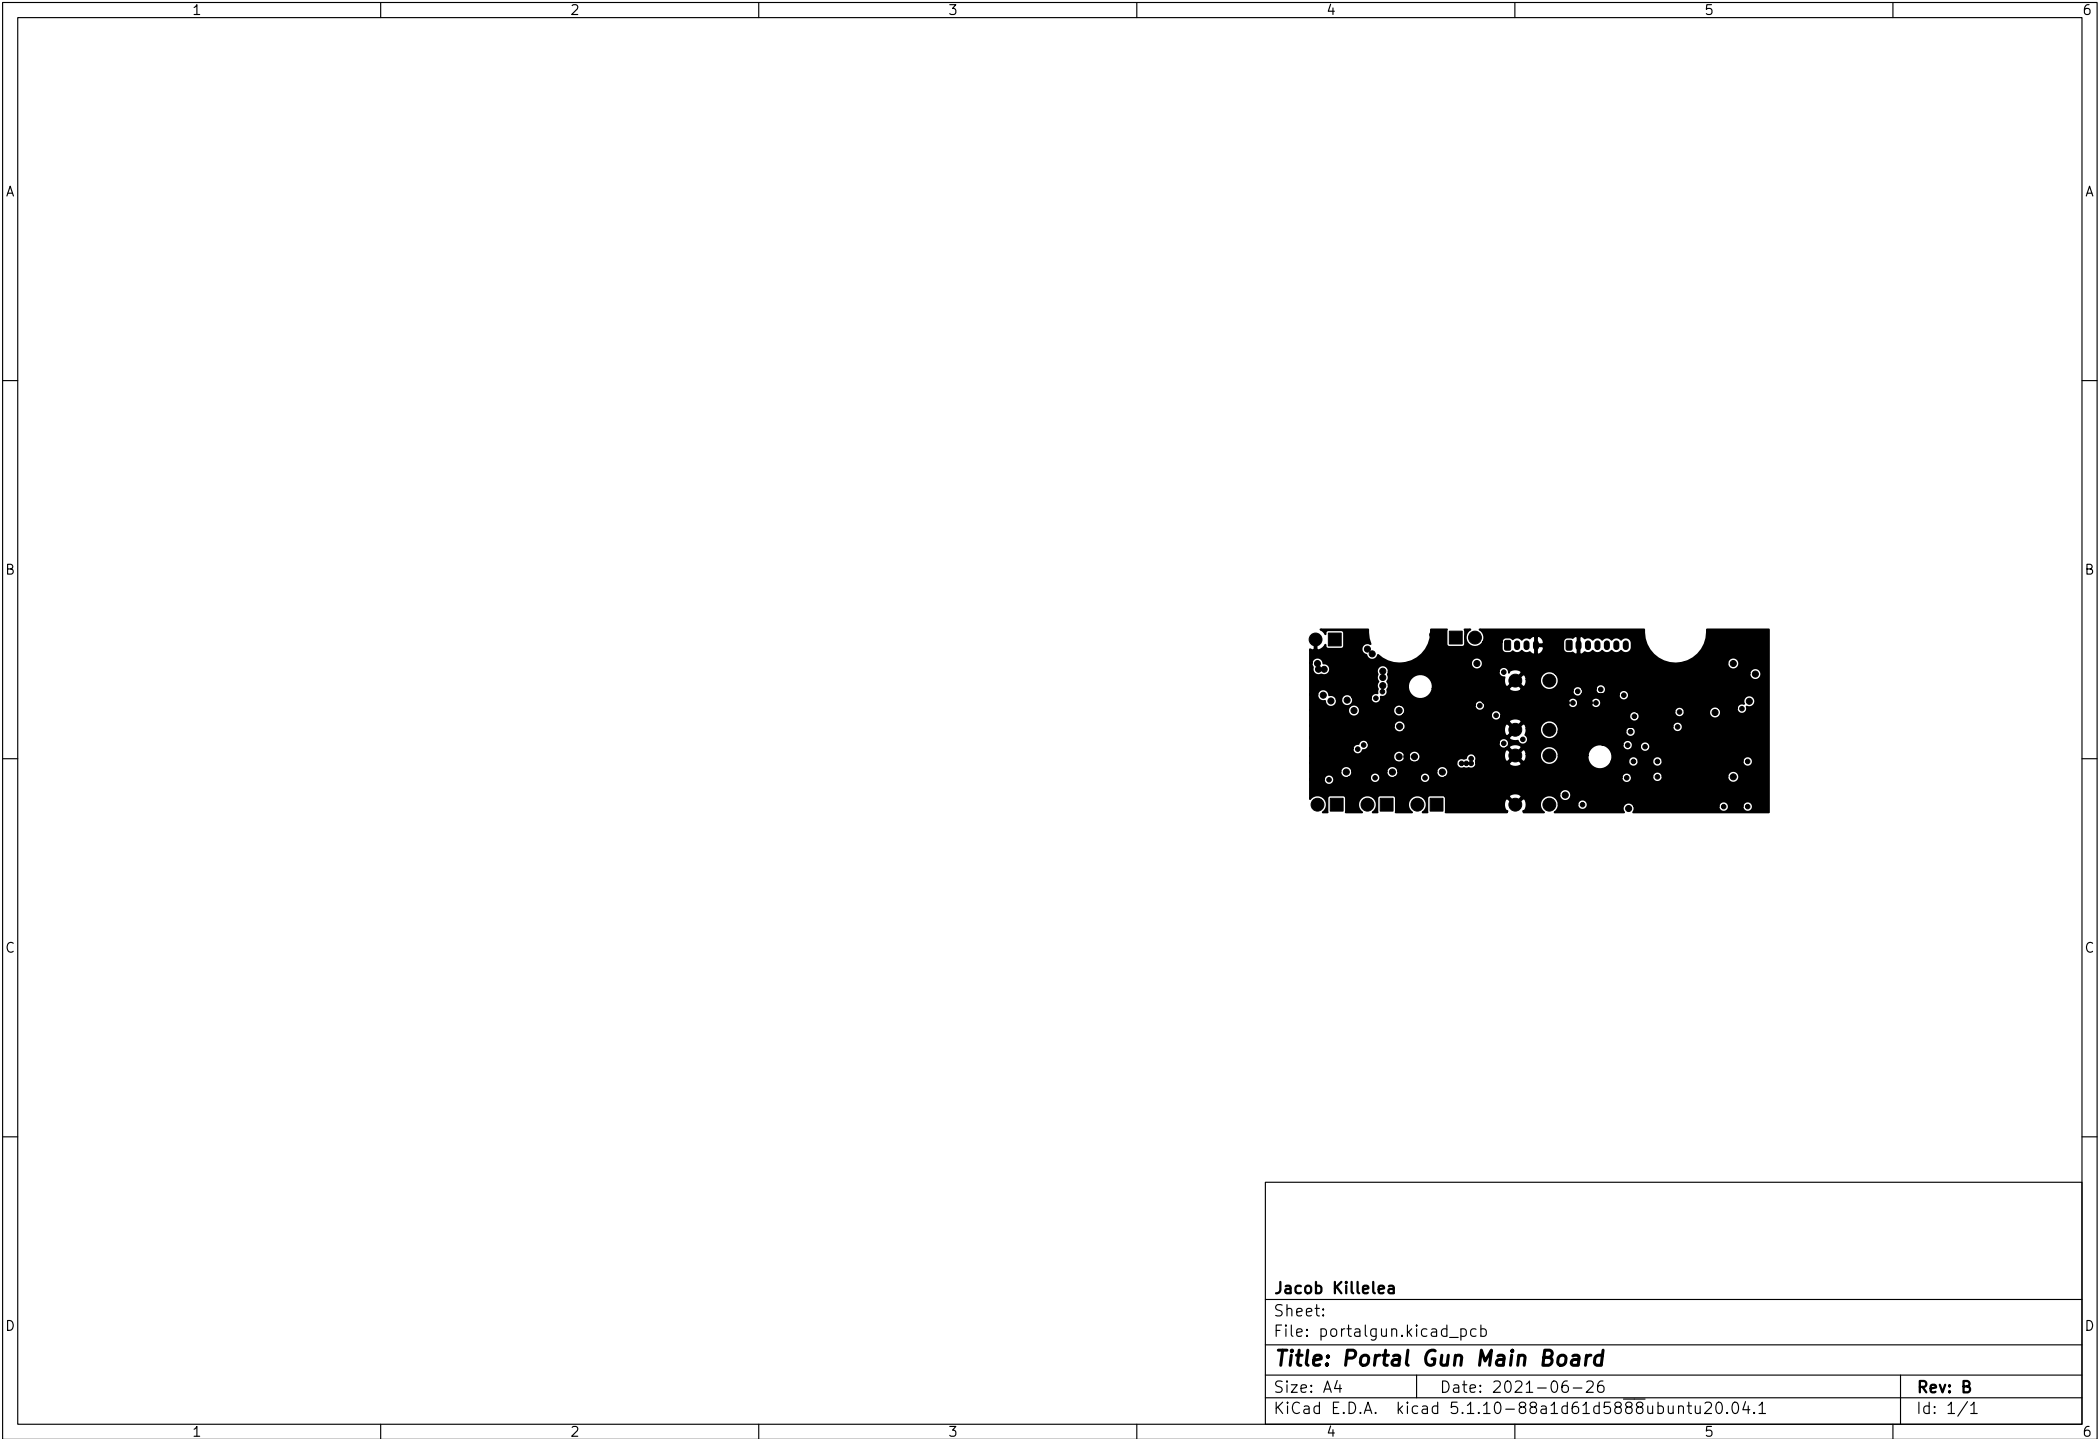 1 2 3 4 5 6
A A
B B
C C
Jacob Killelea
Sheet:
File: portalgun.kicad_pcb
D D
Title: Portal Gun Main Board
Size: A4 Date: 2021-06-26 Rev: B
KiCad E.D.A. kicad 5.1.10-88a1d61d5888ubuntu20.04.1 Id: 1/1
1 2 3 4 5 6